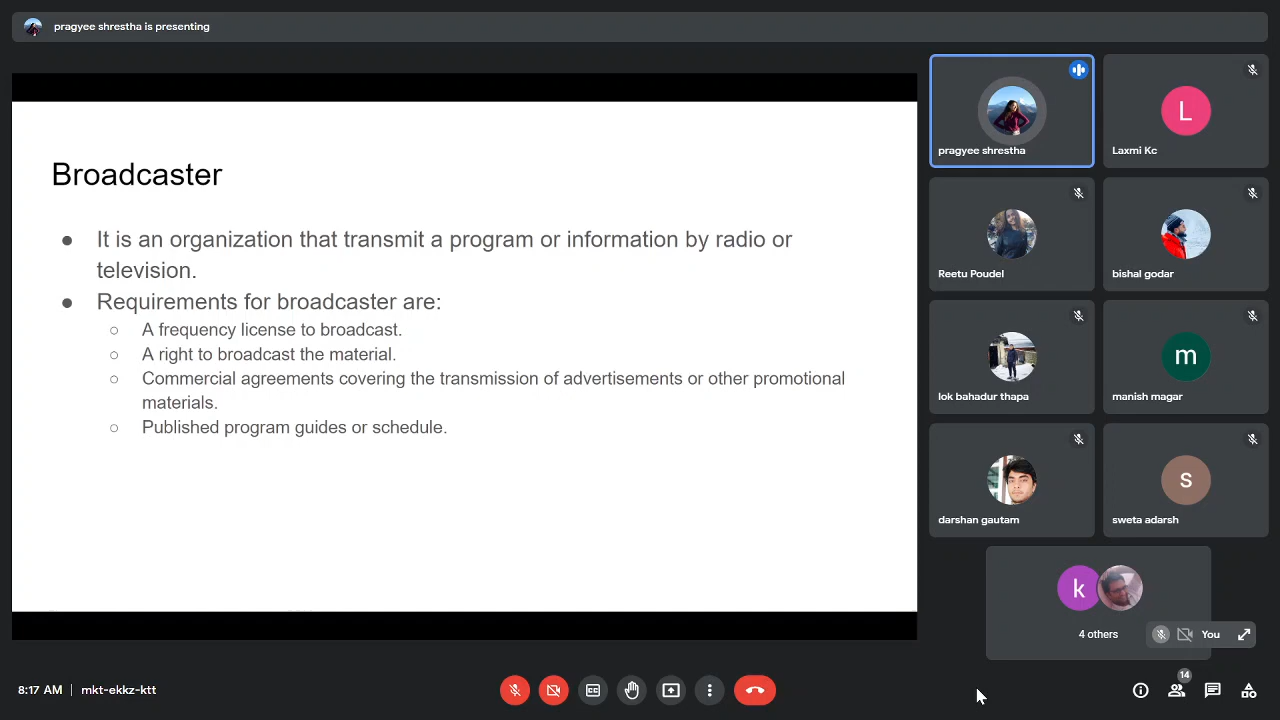 pragyee shrestha is presenting
Broadcaster
● It is an organization that transmit a program or information by radio or
television.
● Requirements for broadcaster are:
○ A frequency license to broadcast.
○ A right to broadcast the material.
○ Commercial agreements covering the transmission of advertisements or other promotional
materials.
○ Published program guides or schedule.
pragyee shrestha
L
Laxmi Kc
Reetu Poudel
bishal godar
lok bahadur thapa
m
manish magar
darshan gautam
s
sweta adarsh
k
4 others
You
8:17 AM | mkt-ekkz-ktt
CC
14